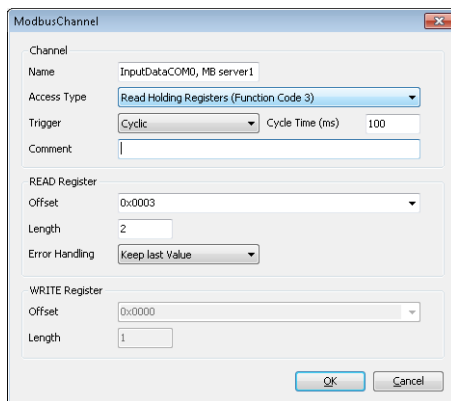 ModbusChannel
Channel
Name InputDataCOM0, MB server1
Access Type Read Holding Registers (Function Code 3)
Trigger Cyclic Cycle Time (ms) 100
Comment
READ Register
Offset 0x0003
Length 2
Error Handling Keep last Value
WRITE Register
Offset 0x0000
Length 1
OK Cancel